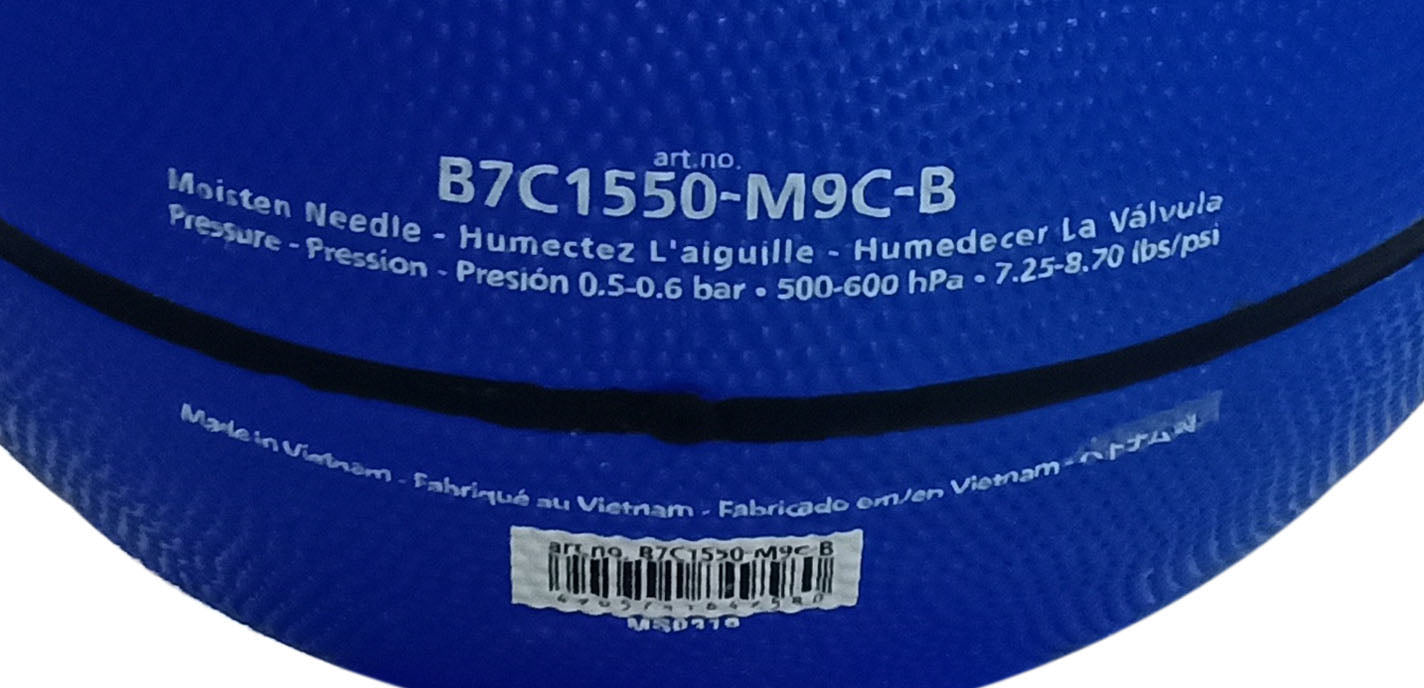 art.no.
B7C1550-M9C-B
Moisten Needle - Humectez L'aiguille - Humedecer La Válvula
Pressure - Pression - Presión 0.5-0.6 bar • 500-600 hPa • 7.25-8.70 lbs/psi
Made in Vietnam - Fabriqué au Vietnam - Fabricado em/en Vietnam -
art.no. B7C1550-M9C-B